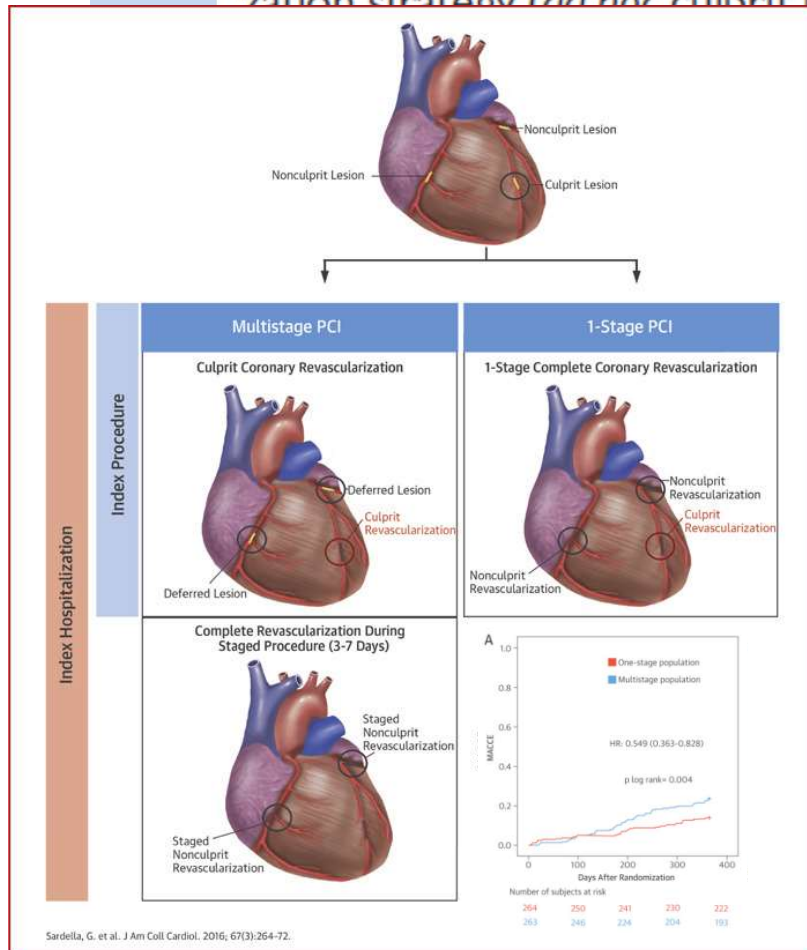 Nonculprit Lesion
Nonculprit Lesion
Culprit Lesion
Index Hospitalization
Index Procedure
Multistage PCI
1-Stage PCI
Culprit Coronary Revascularization
Deferred Lesion
Culprit
Revascularization
Deferred Lesion
1-Stage Complete Coronary Revascularization
Nonculprit
Revascularization
Culprit
Revascularization
Nonculprit
Revascularization
Complete Revascularization During
Staged Procedure (3-7 Days)
Staged
Nonculprit
Revascularization
Staged
Nonculprit
Revascularization
A
1.0
0.8
0.6
0.4
0.2
0.0
MACCE
One-stage population
Multistage population
HR: 0.549 (0.363-0.828)
p log rank= 0.004
0 100 200 300 400
Days After Randomization
Number of subjects at risk
264 250 241 230 222
263 246 224 204 193
Sardella, G. et al. J Am Coll Cardiol. 2016; 67(3):264-72.